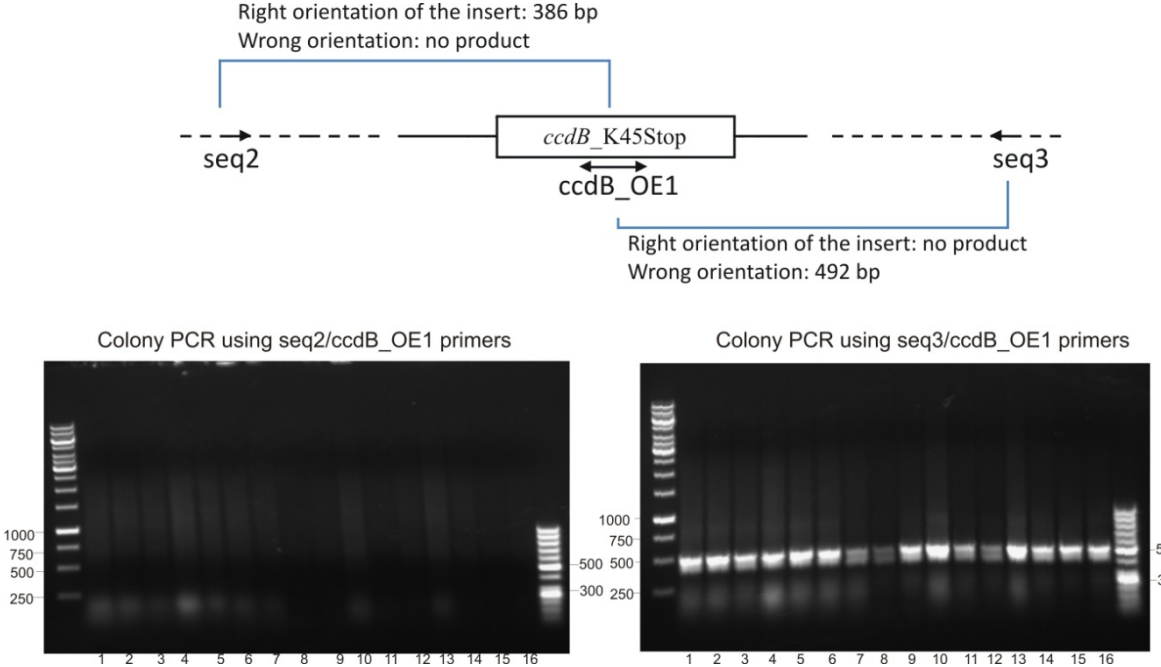 Right orientation of the insert: 386 bp
Wrong orientation: no product
ccdB_K45Stop
seq2
seq3
ccdB_OE1
Right orientation of the insert: no product
Wrong orientation: 492 bp
Colony PCR using seq2/ccdB_OE1 primers
Colony PCR using seq3/ccdB_OE1 primers
1000
750
500
250
500
300
1 2 3 4 5 6 7 8 9 10 11 12 13 14 15 16
1000
750
500
250
1 2 3 4 5 6 7 8 9 10 11 12 13 14 15 16